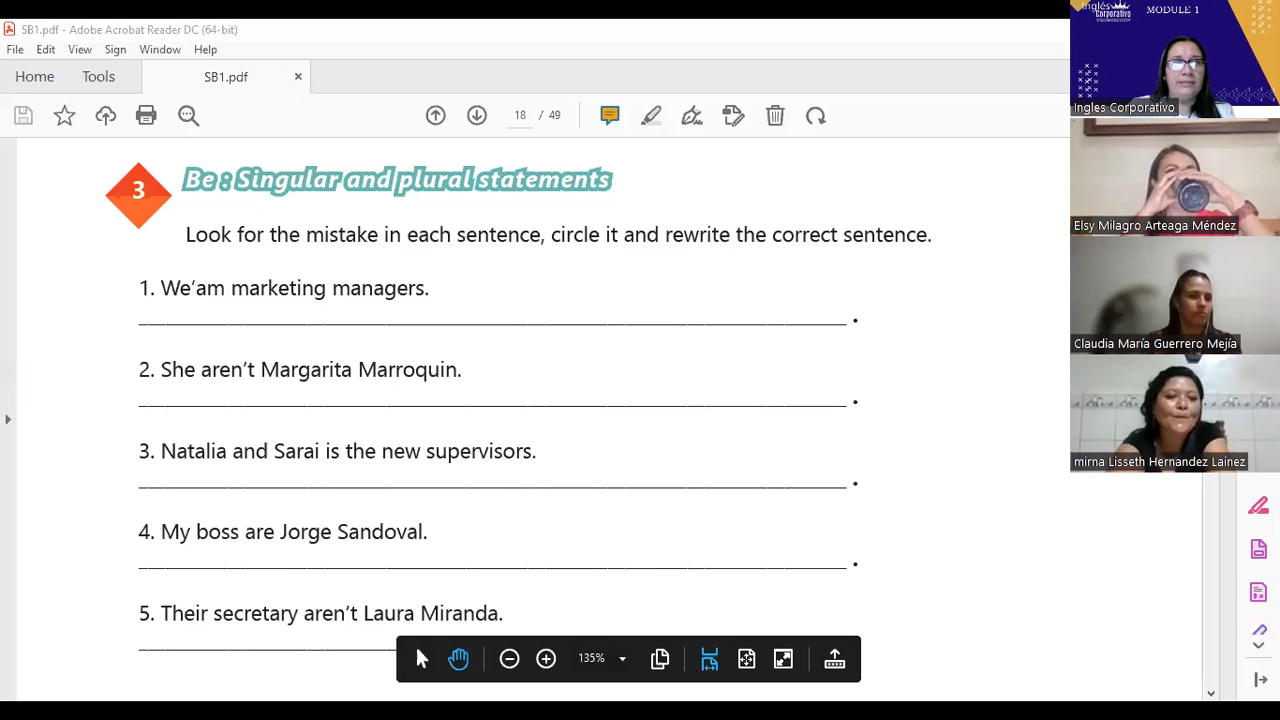 SB1.pdf - Adobe Acrobat Reader DC (64-bit)
File Edit View Sign Window Help
Home Tools SB1.pdf ×
18 / 49
3
Be : Singular and plural statements
Look for the mistake in each sentence, circle it and rewrite the correct sentence.
1. We'am marketing managers.
.
2. She aren't Margarita Marroquin.
.
3. Natalia and Sarai is the new supervisors.
.
4. My boss are Jorge Sandoval.
.
5. Their secretary aren't Laura Miranda.
135%
Inglés
Corporativo
MODULE 1
Ingles Corporativo
Elsy Milagro Arteaga Méndez
Claudia María Guerrero Mejía
mirna Lisseth Hernandez Lainez